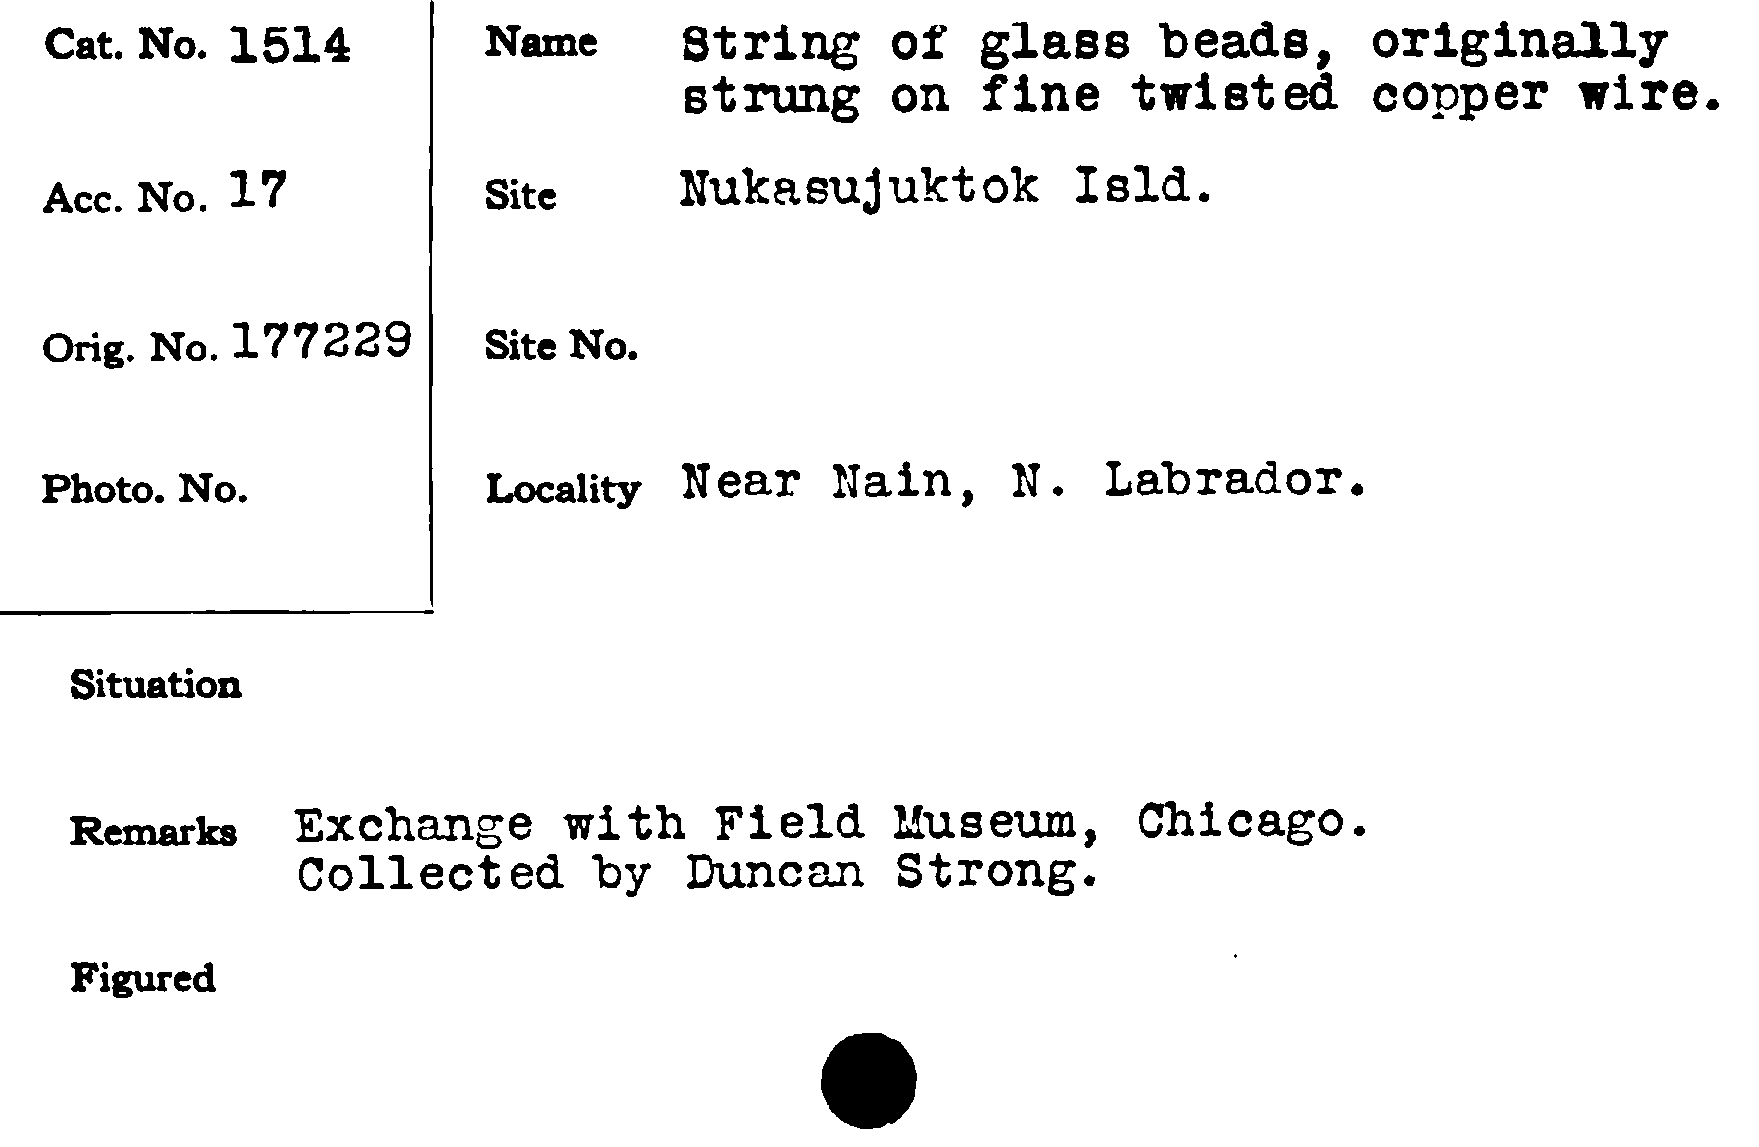 Cat. No. 1514
Name String of glass beads, originally
strung on fine twisted copper wire.
Acc. No. 17
Site Nukasujuktok Isld.
Orig. No. 177229
Site No.
Photo. No.
Locality Near Nain, N. Labrador.
Situation
Remarks Exchange with Field Museum, Chicago.
Collected by Duncan Strong.
Figured